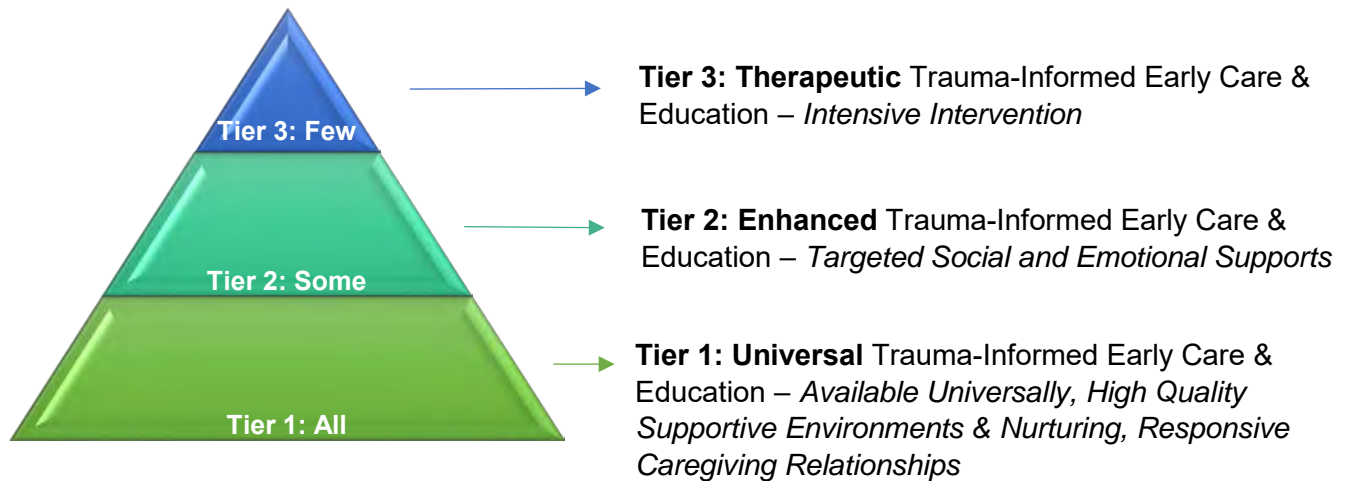 Tier 3: Few
Tier 3: Therapeutic Trauma-Informed Early Care &
Education – Intensive Intervention
Tier 2: Some
Tier 2: Enhanced Trauma-Informed Early Care &
Education – Targeted Social and Emotional Supports
Tier 1: All
Tier 1: Universal Trauma-Informed Early Care &
Education – Available Universally, High Quality
Supportive Environments & Nurturing, Responsive
Caregiving Relationships